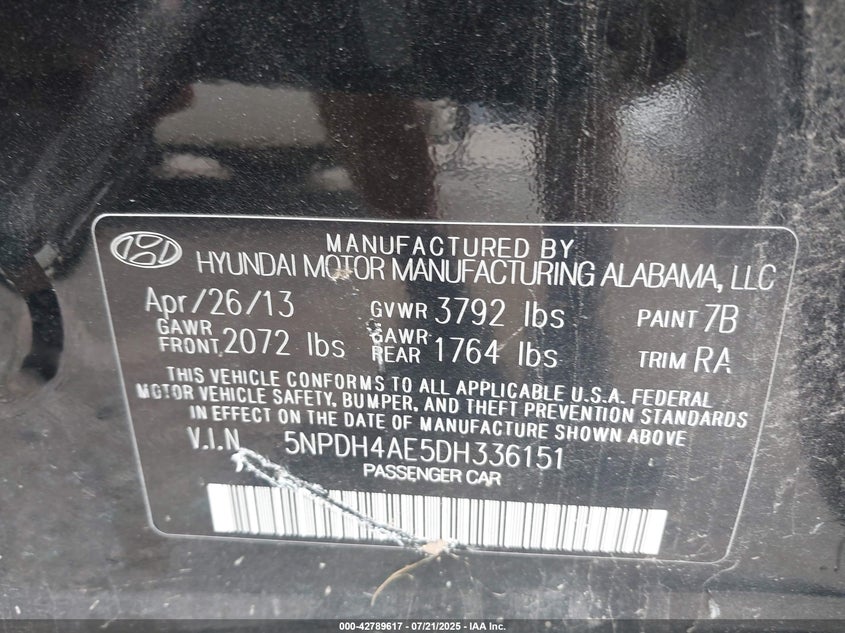 MANUFACTURED BY
HYUNDAI MOTOR MANUFACTURING ALABAMA, LLC
Apr/26/13 GVWR 3792 lbs PAINT 7B
GAWR FRONT 2072 lbs GAWR REAR 1764 lbs TRIM RA
THIS VEHICLE CONFORMS TO ALL APPLICABLE U.S.A. FEDERAL
MOTOR VEHICLE SAFETY, BUMPER, AND THEFT PREVENTION STANDARDS
IN EFFECT ON THE DATE OF MANUFACTURE SHOWN ABOVE
V.I.N 5NPDH4AE5DH336151
PASSENGER CAR
000-42789617 - 07/21/2025 - IAA Inc.